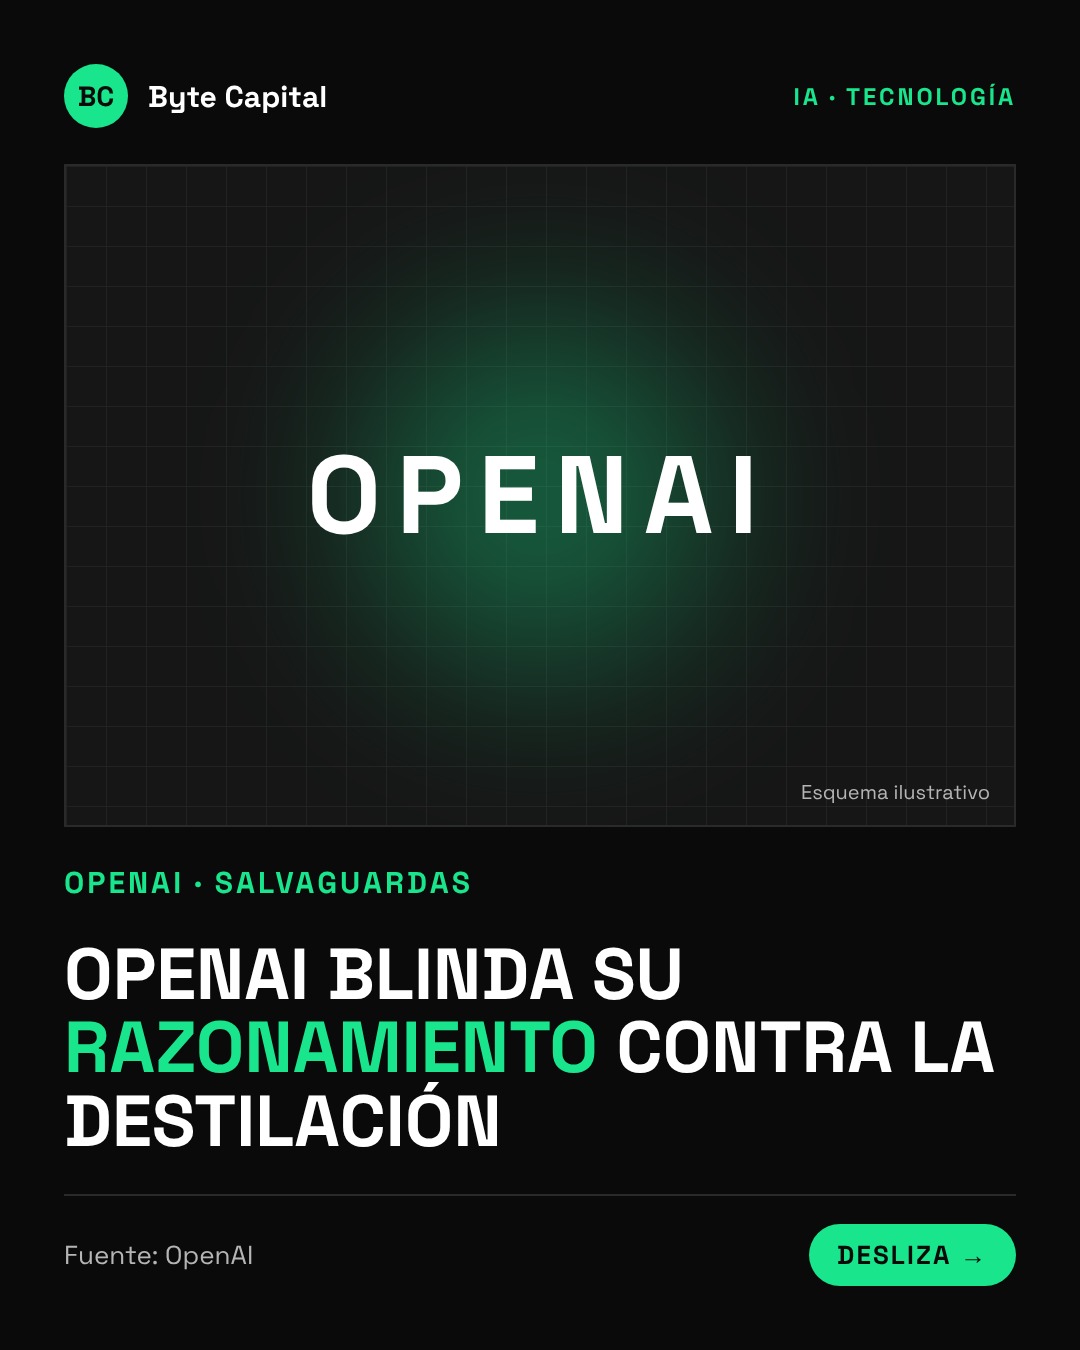 BC
Byte Capital
IA · TECNOLOGÍA
OPENAI
Esquema ilustrativo
OPENAI · SALVAGUARDAS
OPENAI BLINDA SU
RAZONAMIENTO CONTRA LA
DESTILACIÓN
Fuente: OpenAI
DESLIZA →